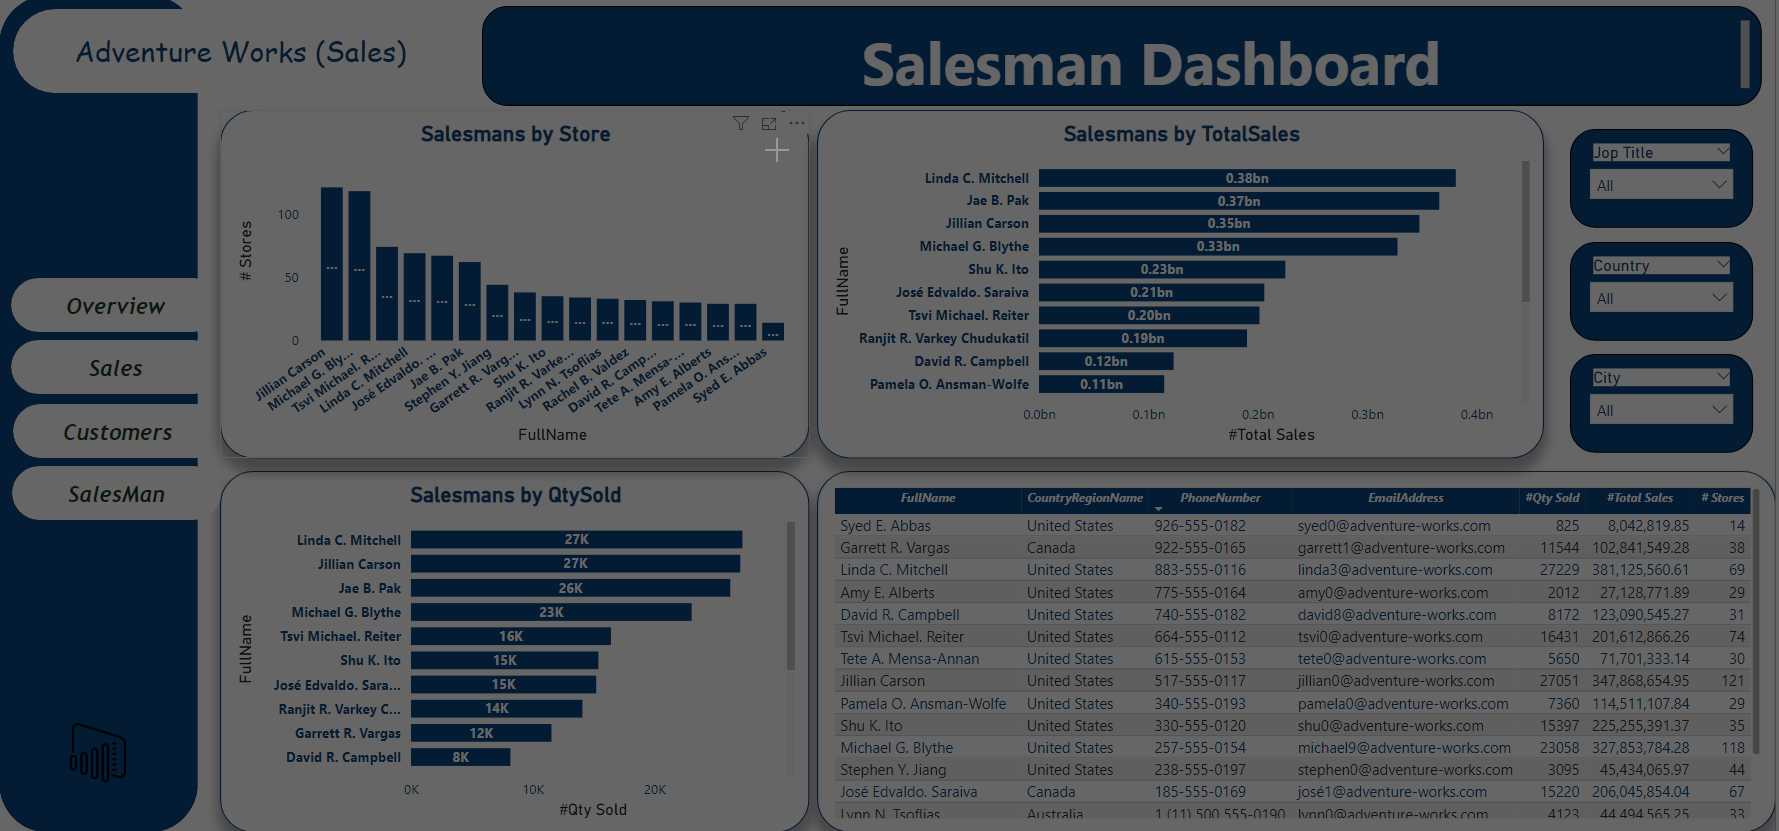 Adventure Works (Sales)
Salesman Dashboard
Overview
Sales
Customers
SalesMan
Salesmans by Store
# Stores
100
50
0
Jillian Carson
Michael G. Bly...
Tsvi Michael. R...
Linda C. Mitchell
José Edvaldo. ...
Jae B. Pak
Stephen Y. Jiang
Garrett R. Varg...
Shu K. Ito
Ranjit R. Varke...
Lynn N. Tsoflias
Rachel B. Valdez
David R. Camp...
Tete A. Mensa-...
Amy E. Alberts
Pamela O. Ans...
Syed E. Abbas
FullName
Salesmans by TotalSales
FullName
Linda C. Mitchell 0.38bn
Jae B. Pak 0.37bn
Jillian Carson 0.35bn
Michael G. Blythe 0.33bn
Shu K. Ito 0.23bn
José Edvaldo. Saraiva 0.21bn
Tsvi Michael. Reiter 0.20bn
Ranjit R. Varkey Chudukatil 0.19bn
David R. Campbell 0.12bn
Pamela O. Ansman-Wolfe 0.11bn
0.0bn 0.1bn 0.2bn 0.3bn 0.4bn
#Total Sales
Jop Title
All
Country
All
City
All
Salesmans by QtySold
FullName
Linda C. Mitchell 27K
Jillian Carson 27K
Jae B. Pak 26K
Michael G. Blythe 23K
Tsvi Michael. Reiter 16K
Shu K. Ito 15K
José Edvaldo. Sara... 15K
Ranjit R. Varkey C... 14K
Garrett R. Vargas 12K
David R. Campbell 8K
0K 10K 20K
#Qty Sold
FullName CountryRegionName PhoneNumber EmailAddress #Qty Sold #Total Sales # Stores
Syed E. Abbas United States 926-555-0182 syed0@adventure-works.com 825 8,042,819.85 14
Garrett R. Vargas Canada 922-555-0165 garrett1@adventure-works.com 11544 102,841,549.28 38
Linda C. Mitchell United States 883-555-0116 linda3@adventure-works.com 27229 381,125,560.61 69
Amy E. Alberts United States 775-555-0164 amy0@adventure-works.com 2012 27,128,771.89 29
David R. Campbell United States 740-555-0182 david8@adventure-works.com 8172 123,090,545.27 31
Tsvi Michael. Reiter United States 664-555-0112 tsvi0@adventure-works.com 16431 201,612,866.26 74
Tete A. Mensa-Annan United States 615-555-0153 tete0@adventure-works.com 5650 71,701,333.14 30
Jillian Carson United States 517-555-0117 jillian0@adventure-works.com 27051 347,868,654.95 121
Pamela O. Ansman-Wolfe United States 340-555-0193 pamela0@adventure-works.com 7360 114,511,107.84 29
Shu K. Ito United States 330-555-0120 shu0@adventure-works.com 15397 225,255,391.37 35
Michael G. Blythe United States 257-555-0154 michael9@adventure-works.com 23058 327,853,784.28 118
Stephen Y. Jiang United States 238-555-0197 stephen0@adventure-works.com 3095 45,434,065.97 44
José Edvaldo. Saraiva Canada 185-555-0169 josé1@adventure-works.com 15220 206,045,854.04 67
Lynn N. Tsoflias Australia 1 (11) 500 555-0190 lynn0@adventure-works.com 4123 44,494,565.25 33